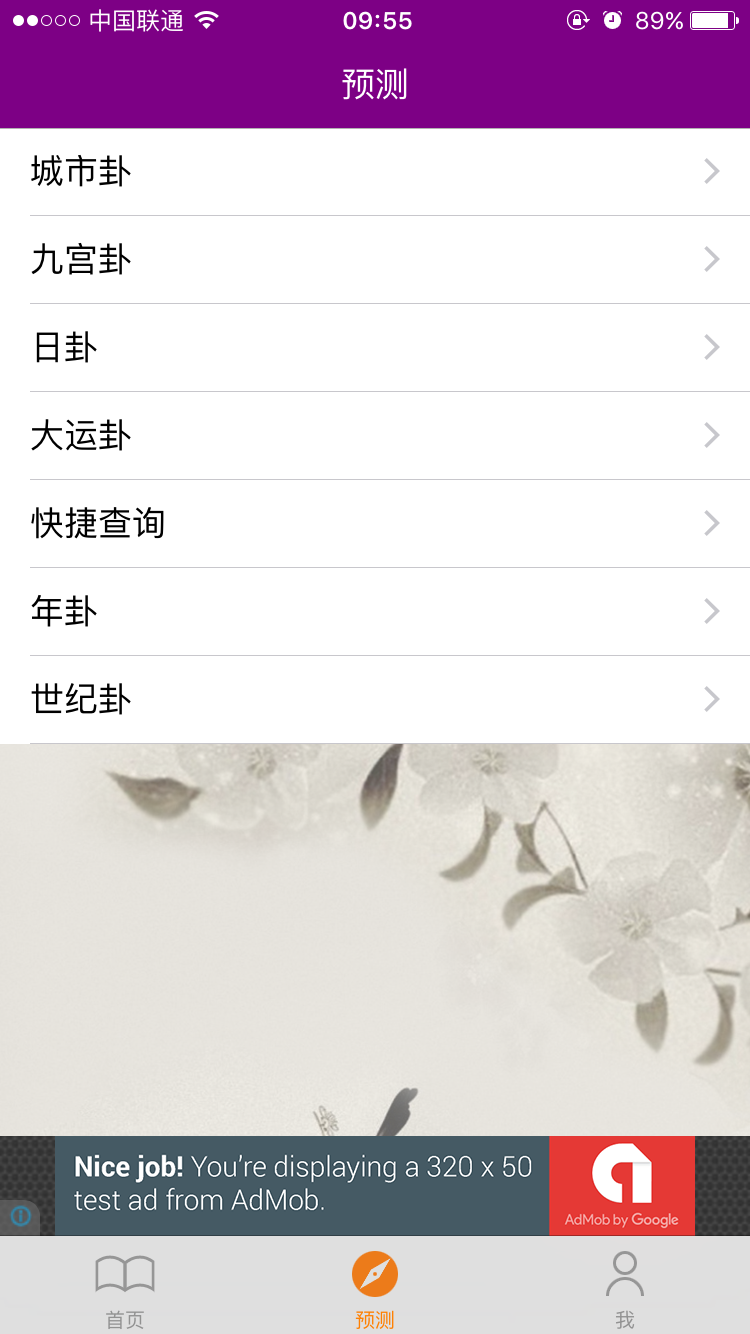 中国联通 09:55 89%
预测
城市卦
九宫卦
日卦
大运卦
快捷查询
年卦
世纪卦
Nice job! You're displaying a 320 x 50
test ad from AdMob.
AdMob by Google
首页 预测 我